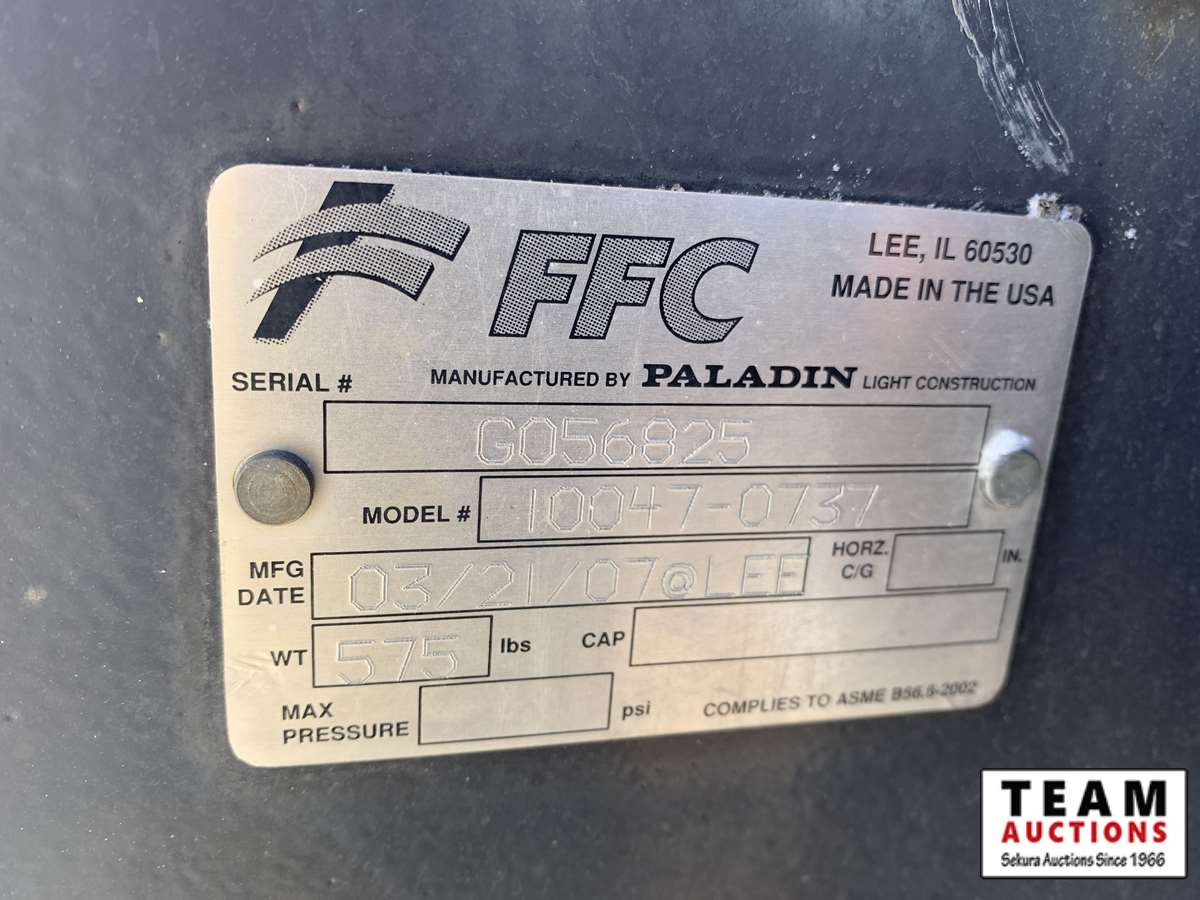 FFC
LEE, IL 60530
MADE IN THE USA
MANUFACTURED BY PALADIN LIGHT CONSTRUCTION
SERIAL # G056825
MODEL # 10047-0737
MFG DATE 03/21/07@LEE HORZ. C/G IN.
WT 575 lbs CAP
MAX PRESSURE psi
COMPLIES TO ASME B56.6-2002
TEAM
AUCTIONS
Sekura Auctions Since 1966